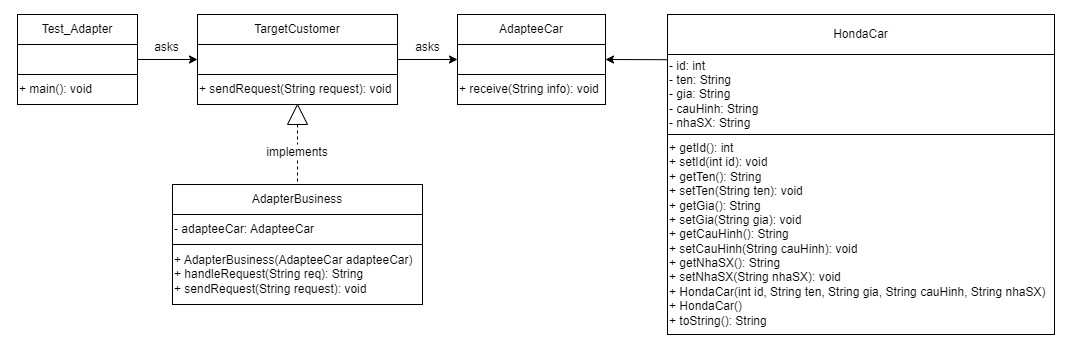 Test_Adapter
+ main(): void
asks
TargetCustomer
+ sendRequest(String request): void
asks
AdapteeCar
+ receive(String info): void
HondaCar
- id: int
- ten: String
- gia: String
- cauHinh: String
- nhaSX: String
+ getId(): int
+ setId(int id): void
+ getTen(): String
+ setTen(String ten): void
+ getGia(): String
+ setGia(String gia): void
+ getCauHinh(): String
+ setCauHinh(String cauHinh): void
+ getNhaSX(): String
+ setNhaSX(String nhaSX): void
+ HondaCar(int id, String ten, String gia, String cauHinh, String nhaSX)
+ HondaCar()
+ toString(): String
implements
AdapterBusiness
- adapteeCar: AdapteeCar
+ AdapterBusiness(AdapteeCar adapteeCar)
+ handleRequest(String req): String
+ sendRequest(String request): void